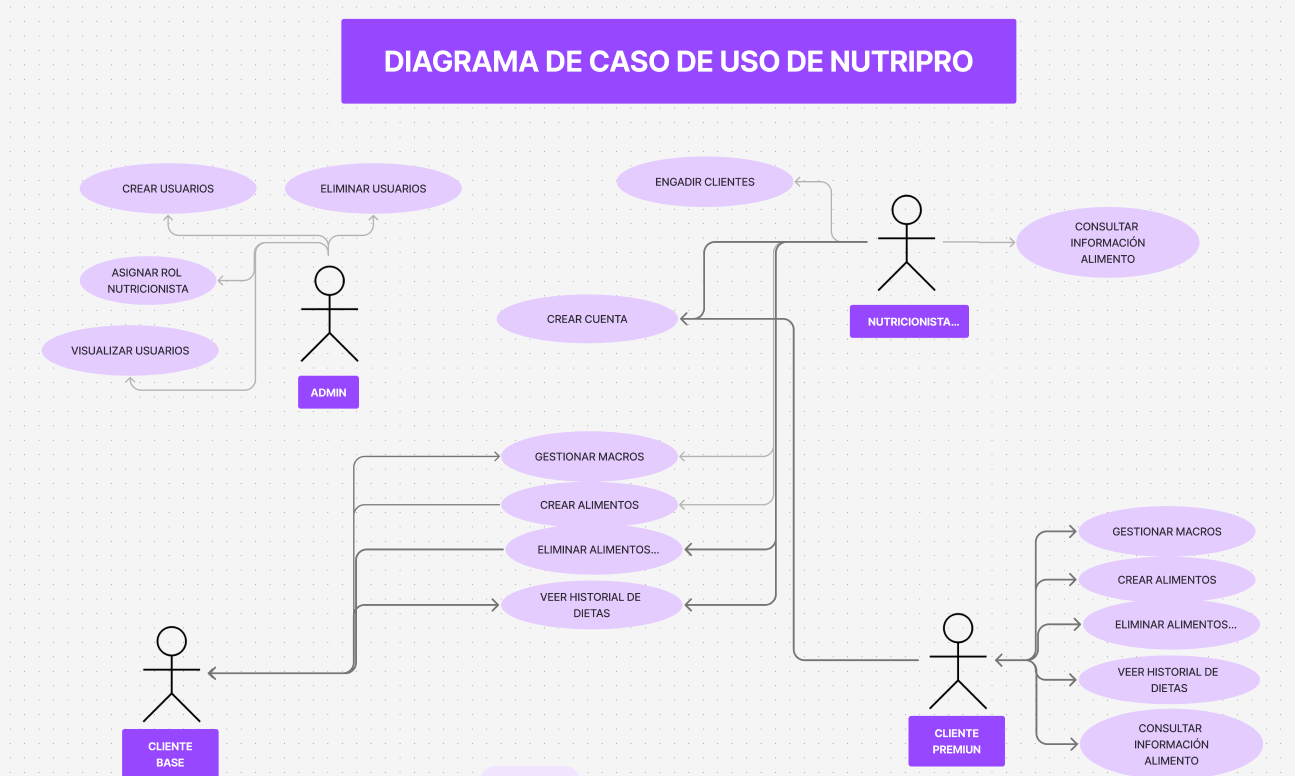 DIAGRAMA DE CASO DE USO DE NUTRIPRO
CREAR USUARIOS
ELIMINAR USUARIOS
ASIGNAR ROL
NUTRICIONISTA
VISUALIZAR USUARIOS
ADMIN
ENGADIR CLIENTES
CONSULTAR
INFORMACIÓN
ALIMENTO
CREAR CUENTA
NUTRICIONISTA...
GESTIONAR MACROS
CREAR ALIMENTOS
ELIMINAR ALIMENTOS...
VEER HISTORIAL DE
DIETAS
CLIENTE
BASE
GESTIONAR MACROS
CREAR ALIMENTOS
ELIMINAR ALIMENTOS...
VEER HISTORIAL DE
DIETAS
CONSULTAR
INFORMACIÓN
ALIMENTO
CLIENTE
PREMIUN